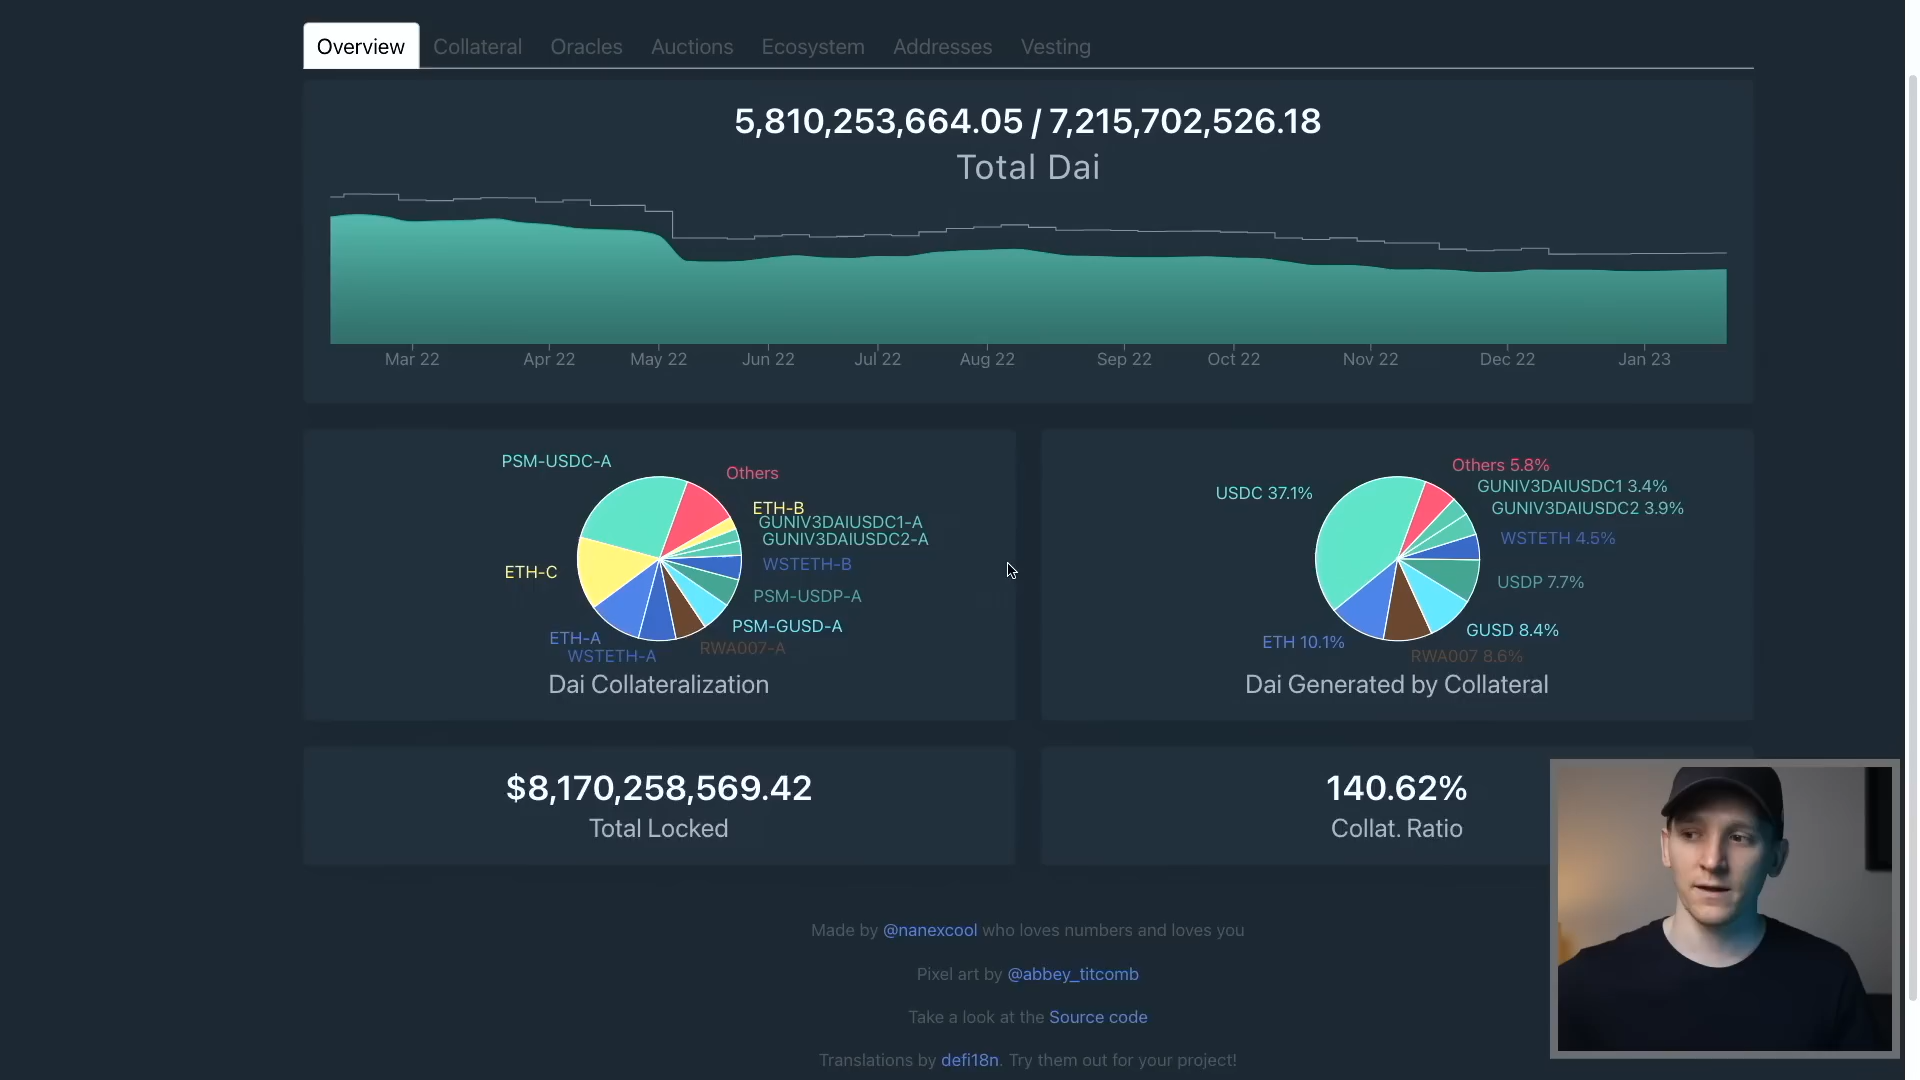 Overview Collateral Oracles Auctions Ecosystem Addresses Vesting
5,810,253,664.05 / 7,215,702,526.18
Total Dai
Mar 22 Apr 22 May 22 Jun 22 Jul 22 Aug 22 Sep 22 Oct 22 Nov 22 Dec 22 Jan 23
PSM-USDC-A
Others
ETH-B
GUNIV3DAIUSDC1-A
GUNIV3DAIUSDC2-A
WSTETH-B
ETH-C
PSM-USDP-A
PSM-GUSD-A
ETH-A
RWA007-A
WSTETH-A
Dai Collateralization
Others 5.8%
GUNIV3DAIUSDC1 3.4%
USDC 37.1%
GUNIV3DAIUSDC2 3.9%
WSTETH 4.5%
USDP 7.7%
GUSD 8.4%
ETH 10.1%
RWA007 8.6%
Dai Generated by Collateral
$8,170,258,569.42
Total Locked
140.62%
Collat. Ratio
Made by @nanexcool who loves numbers and loves you
Pixel art by @abbey_titcomb
Take a look at the Source code
Translations by defi18n. Try them out for your project!